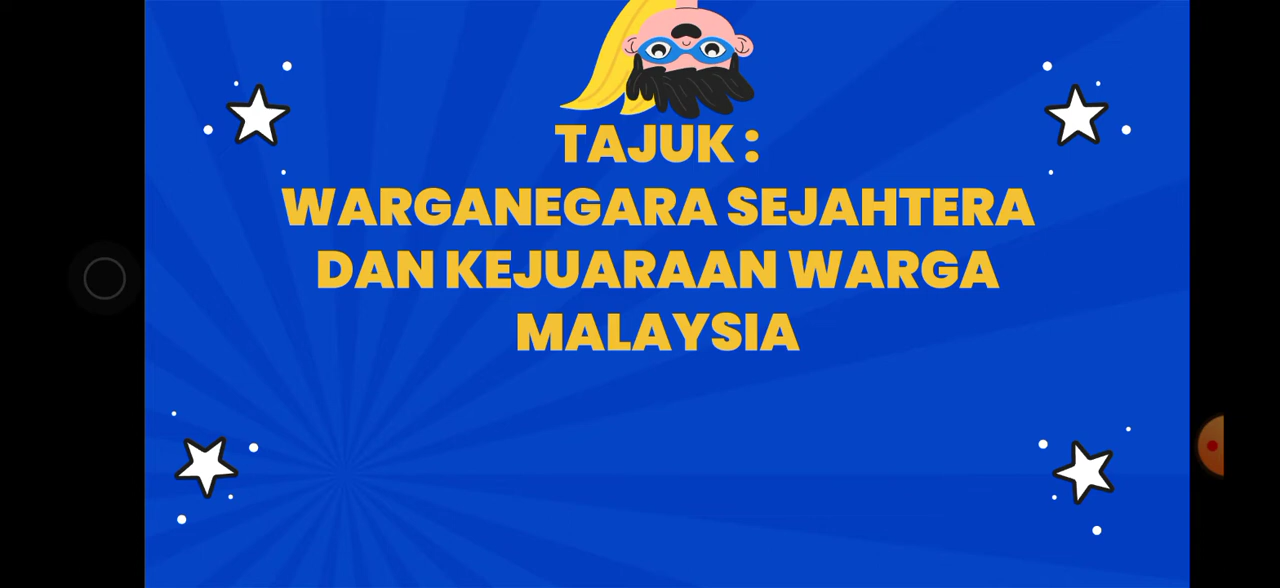 TAJUK :
WARGANEGARA SEJAHTERA
DAN KEJUARAAN WARGA
MALAYSIA